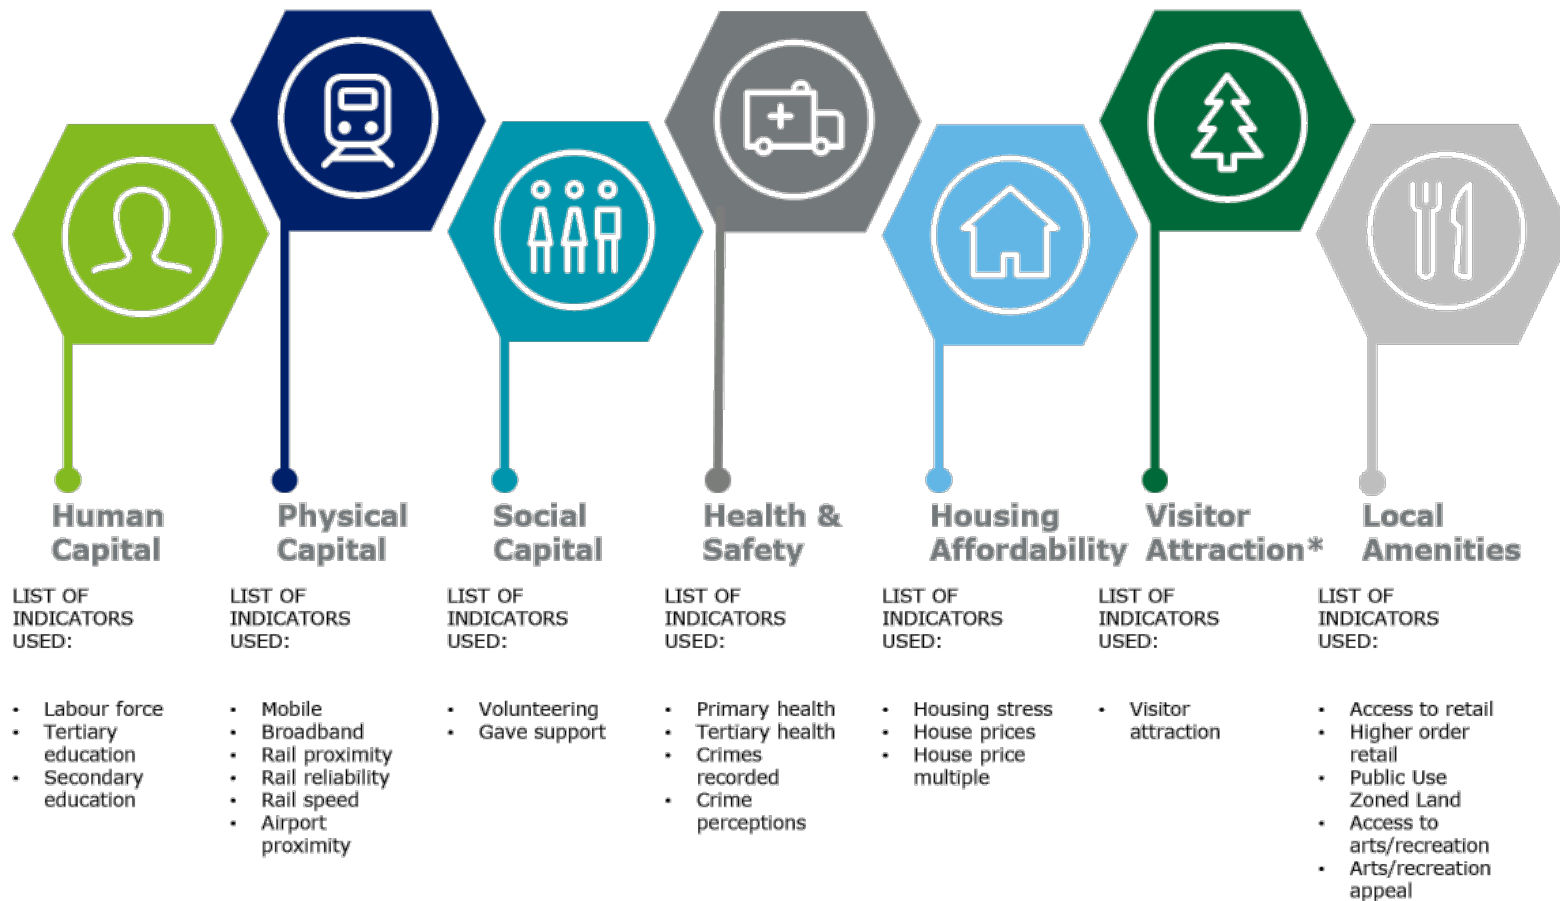 Human
Capital
Physical
Capital
Social
Capital
Health &
Safety
Housing
Affordability
Visitor
Attraction*
Local
Amenities
LIST OF
INDICATORS
USED:
• Labour force
• Tertiary
education
• Secondary
education
LIST OF
INDICATORS
USED:
• Mobile
• Broadband
• Rail proximity
• Rail reliability
• Rail speed
• Airport
proximity
LIST OF
INDICATORS
USED:
• Volunteering
• Gave support
LIST OF
INDICATORS
USED:
• Primary health
• Tertiary health
• Crimes
recorded
• Crime
perceptions
LIST OF
INDICATORS
USED:
• Housing stress
• House prices
• House price
multiple
LIST OF
INDICATORS
USED:
• Visitor
attraction
LIST OF
INDICATORS
USED:
• Access to retail
• Higher order
retail
• Public Use
Zoned Land
• Access to
arts/recreation
• Arts/recreation
appeal